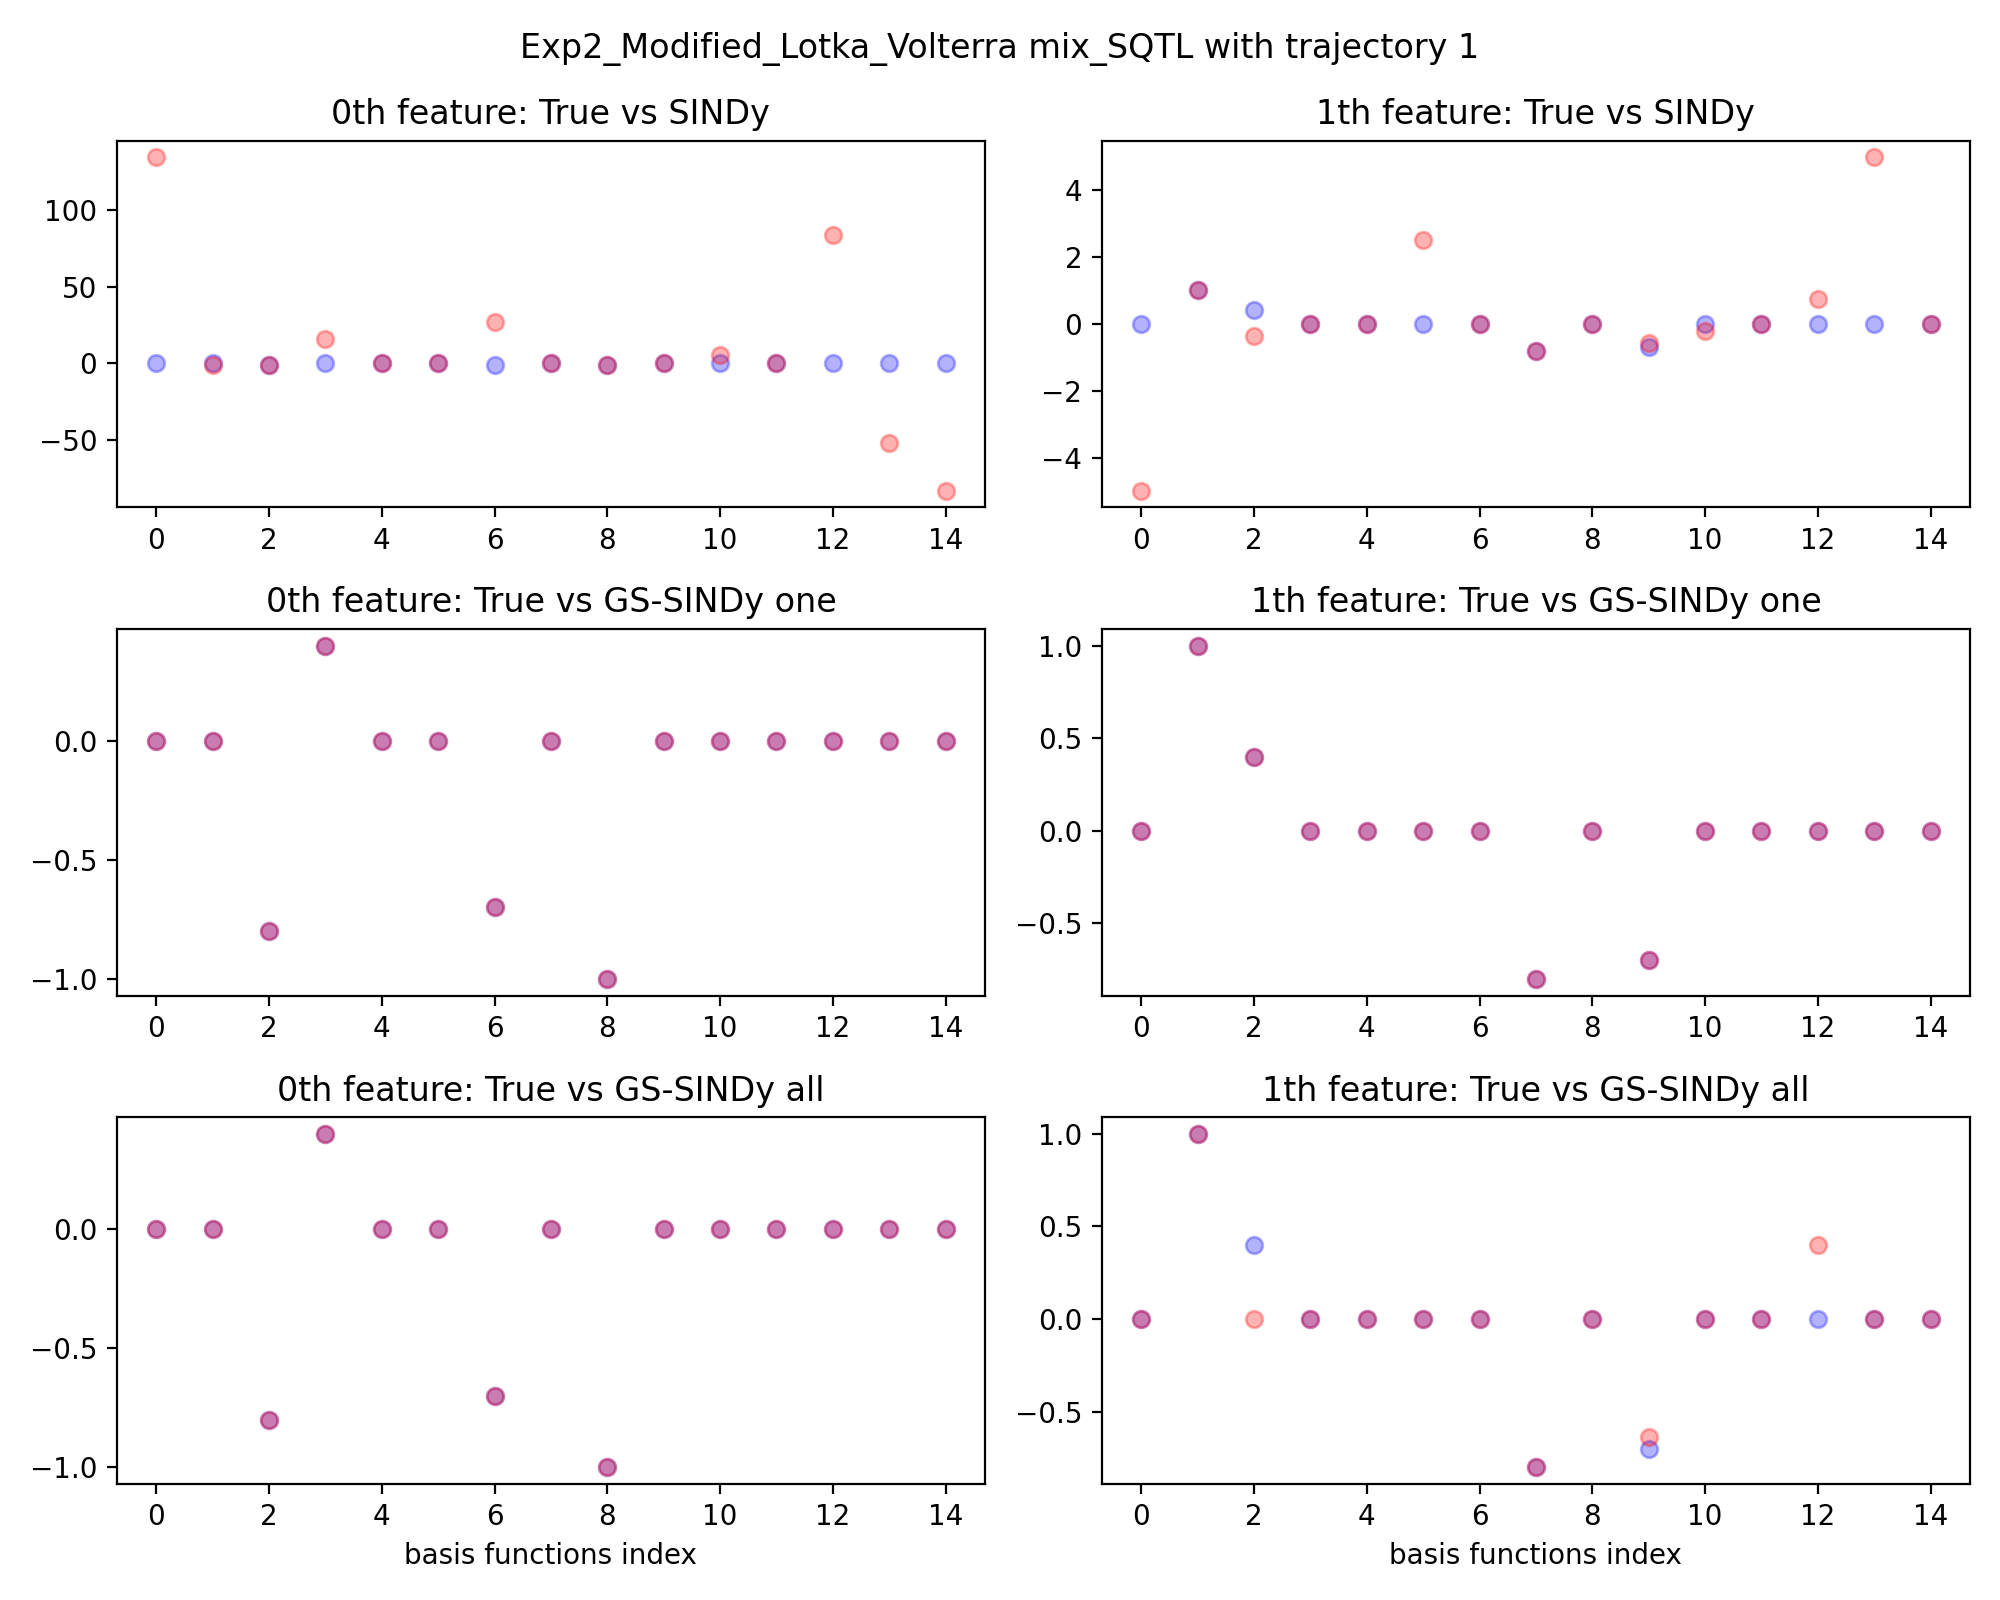 Exp2_Modified_Lotka_Volterra mix_SQTL with trajectory 1
0th feature: True vs SINDy
100
50
0
−50
0 2 4 6 8 10 12 14
1th feature: True vs SINDy
4
2
0
−2
−4
0 2 4 6 8 10 12 14
0th feature: True vs GS-SINDy one
0.0
−0.5
−1.0
0 2 4 6 8 10 12 14
1th feature: True vs GS-SINDy one
1.0
0.5
0.0
−0.5
0 2 4 6 8 10 12 14
0th feature: True vs GS-SINDy all
0.0
−0.5
−1.0
0 2 4 6 8 10 12 14
basis functions index
1th feature: True vs GS-SINDy all
1.0
0.5
0.0
−0.5
0 2 4 6 8 10 12 14
basis functions index